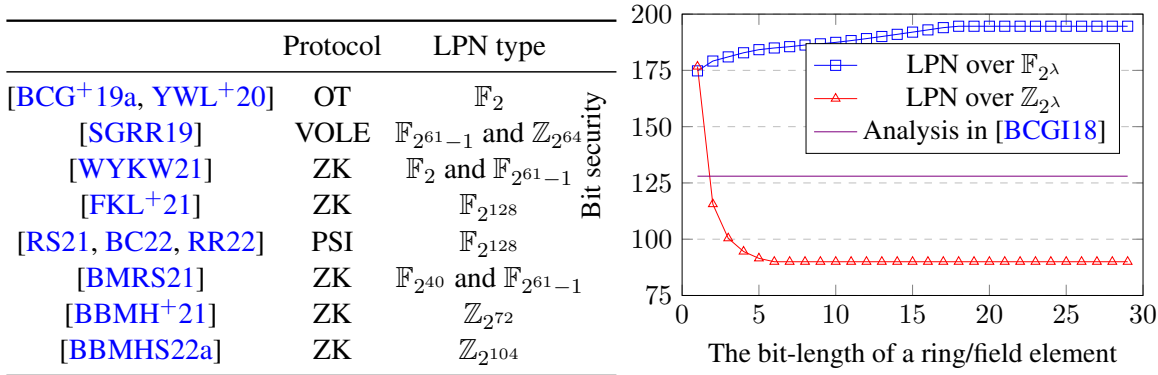 Protocol LPN type
[BCG+19a, YWL+20] OT 𝔽₂
[SGRR19] VOLE 𝔽_{2^{61}−1} and ℤ_{2^{64}}
[WYKW21] ZK 𝔽₂ and 𝔽_{2^{61}−1}
[FKL+21] ZK 𝔽_{2^{128}}
[RS21, BC22, RR22] PSI 𝔽_{2^{128}}
[BMRS21] ZK 𝔽_{2^{40}} and 𝔽_{2^{61}−1}
[BBMH+21] ZK ℤ_{2^{72}}
[BBMHS22a] ZK ℤ_{2^{104}}
Bit security
200
175
150
125
100
75
LPN over 𝔽_{2^λ}
LPN over ℤ_{2^λ}
Analysis in [BCGI18]
0 5 10 15 20 25 30
The bit-length of a ring/field element